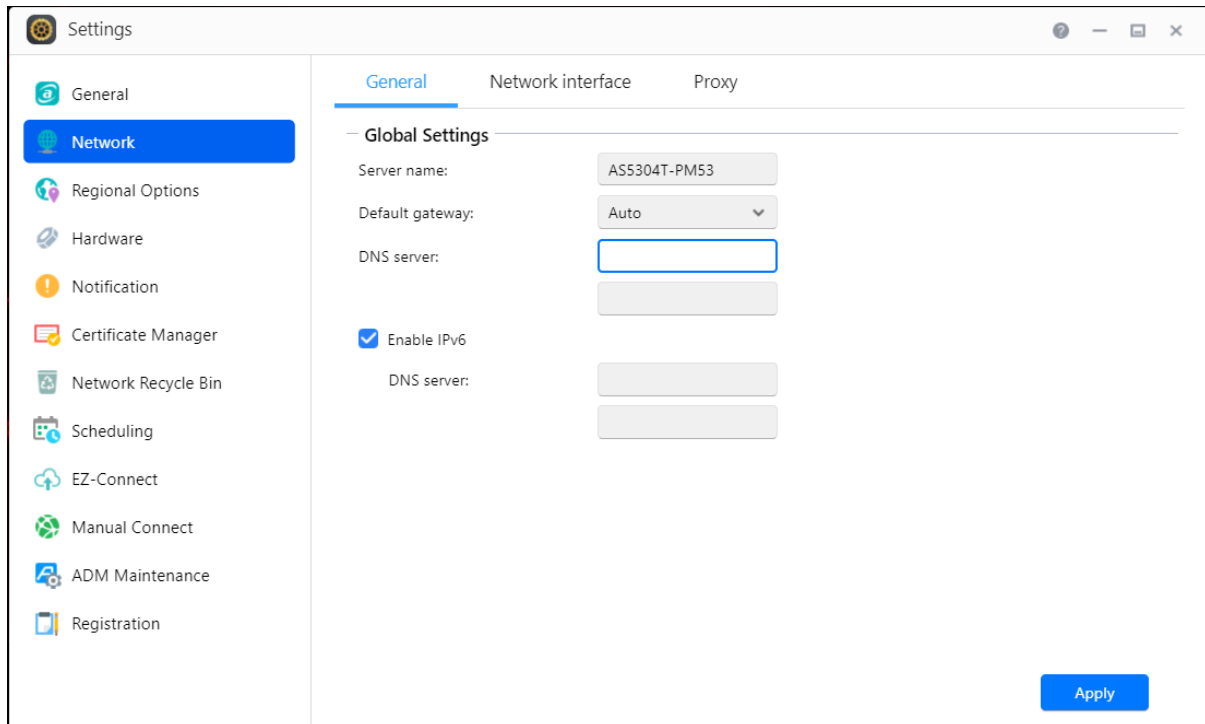 Settings
General
Network
Regional Options
Hardware
Notification
Certificate Manager
Network Recycle Bin
Scheduling
EZ-Connect
Manual Connect
ADM Maintenance
Registration
General Network interface Proxy
Global Settings
Server name: AS5304T-PM53
Default gateway: Auto
DNS server:
Enable IPv6
DNS server:
Apply